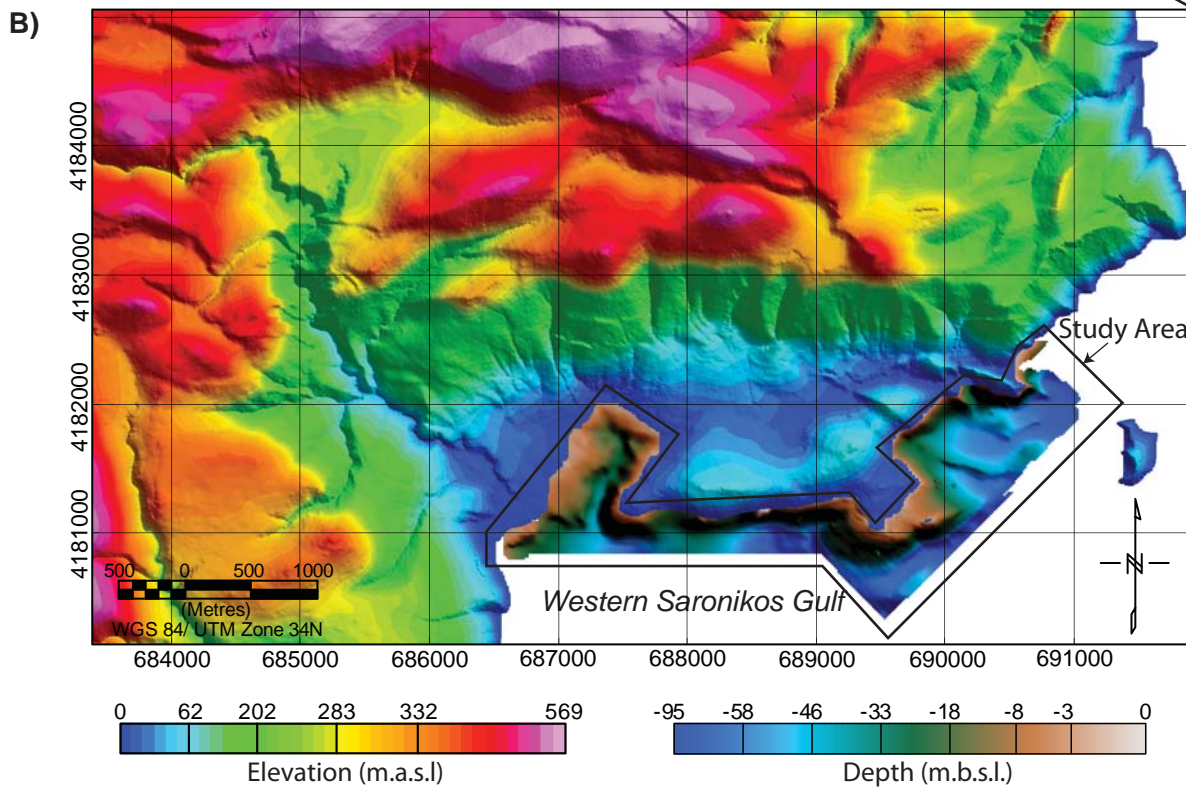 B)
4184000
4183000
4182000
4181000
Study Area
Western Saronikos Gulf
500 0 500 1000
(Metres)
WGS 84/ UTM Zone 34N
N
684000 685000 686000 687000 688000 689000 690000 691000
0 62 202 283 332 569
Elevation (m.a.s.l)
-95 -58 -46 -33 -18 -8 -3 0
Depth (m.b.s.l.)